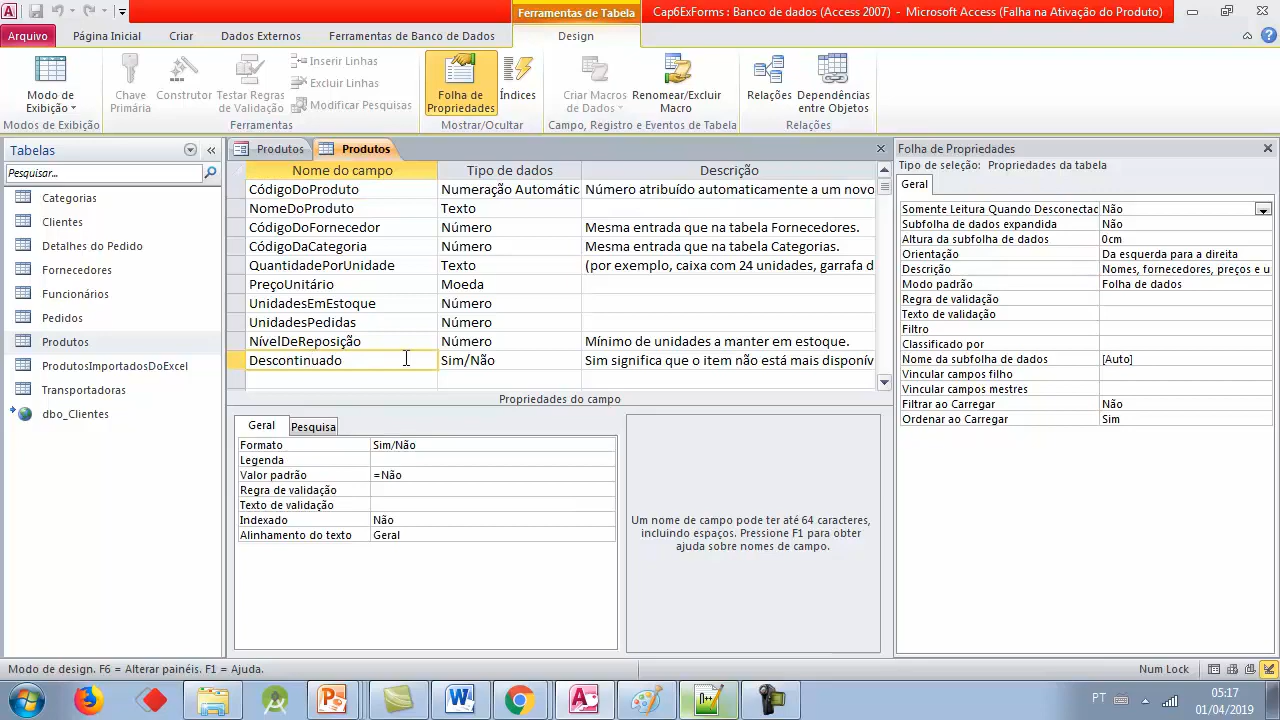 Ferramentas de Tabela
Cap6ExForms : Banco de dados (Access 2007) - Microsoft Access (Falha na Ativação do Produto)
Arquivo Página Inicial Criar Dados Externos Ferramentas de Banco de Dados Design
Modo de Exibição
Chave Primária
Construtor
Testar Regras de Validação
Inserir Linhas
Excluir Linhas
Modificar Pesquisas
Folha de Propriedades
Índices
Criar Macros de Dados
Renomear/Excluir Macro
Relações
Dependências entre Objetos
Modos de Exibição Ferramentas Mostrar/Ocultar Campo, Registro e Eventos de Tabela Relações
Tabelas
Pesquisar...
Categorias
Clientes
Detalhes do Pedido
Fornecedores
Funcionários
Pedidos
Produtos
ProdutosImportadosDoExcel
Transportadoras
dbo_Clientes
Produtos Produtos
Nome do campo Tipo de dados Descrição
CódigoDoProduto Numeração Automátic Número atribuído automaticamente a um novo
NomeDoProduto Texto
CódigoDoFornecedor Número Mesma entrada que na tabela Fornecedores.
CódigoDaCategoria Número Mesma entrada que na tabela Categorias.
QuantidadePorUnidade Texto (por exemplo, caixa com 24 unidades, garrafa d
PreçoUnitário Moeda
UnidadesEmEstoque Número
UnidadesPedidas Número
NívelDeReposição Número Mínimo de unidades a manter em estoque.
Descontinuado Sim/Não Sim significa que o item não está mais disponív
Propriedades do campo
Geral Pesquisa
Formato Sim/Não
Legenda
Valor padrão =Não
Regra de validação
Texto de validação
Indexado Não
Alinhamento do texto Geral
Um nome de campo pode ter até 64 caracteres,
incluindo espaços. Pressione F1 para obter
ajuda sobre nomes de campo.
Folha de Propriedades
Tipo de seleção: Propriedades da tabela
Geral
Somente Leitura Quando Desconectac Não
Subfolha de dados expandida Não
Altura da subfolha de dados 0cm
Orientação Da esquerda para a direita
Descrição Nomes, fornecedores, preços e u
Modo padrão Folha de dados
Regra de validação
Texto de validação
Filtro
Classificado por
Nome da subfolha de dados [Auto]
Vincular campos filho
Vincular campos mestres
Filtrar ao Carregar Não
Ordenar ao Carregar Sim
Modo de design. F6 = Alterar painéis. F1 = Ajuda. Num Lock
PT 05:17
01/04/2019